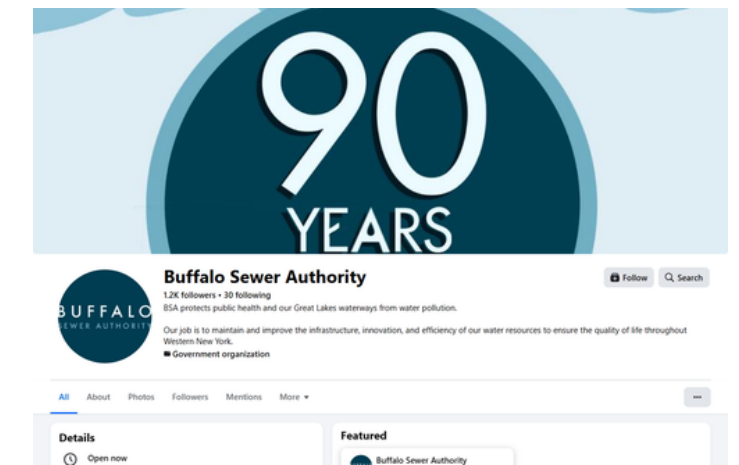 90
YEARS
Buffalo Sewer Authority
Follow
Search
1.2K followers • 30 following
BSA protects public health and our Great Lakes waterways from water pollution.
Our job is to maintain and improve the infrastructure, innovation, and efficiency of our water resources to ensure the quality of life throughout
Western New York.
Government organization
BUFFALO
SEWER AUTHORITY
All About Photos Followers Mentions More
Details
Open now
Featured
Buffalo Sewer Authority